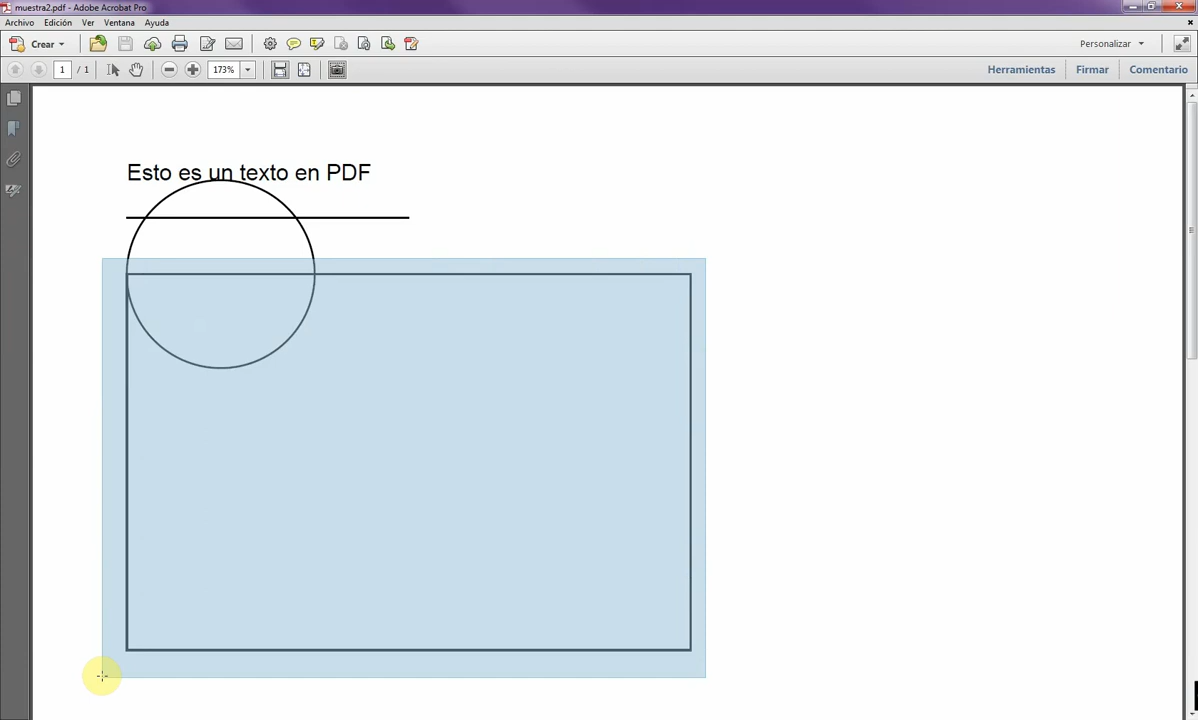 muestra2.pdf - Adobe Acrobat Pro
Archivo Edición Ver Ventana Ayuda
Crear Personalizar
1 / 1 173% Herramientas Firmar Comentario
Esto es un texto en PDF